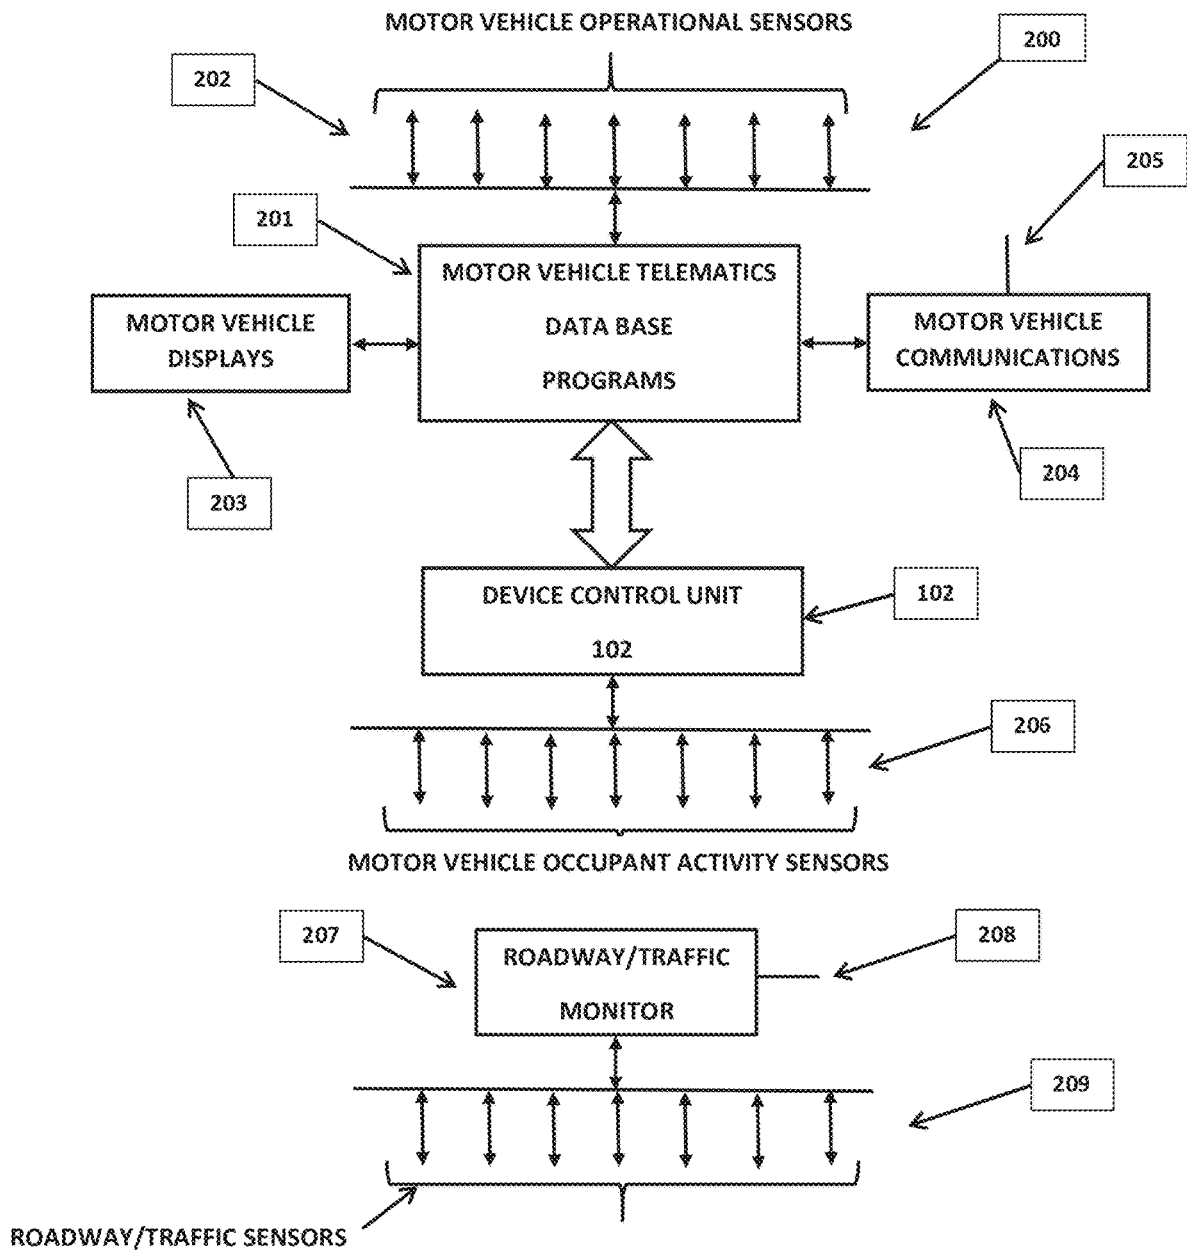 MOTOR VEHICLE OPERATIONAL SENSORS
200
202
205
201
MOTOR VEHICLE TELEMATICS
DATA BASE
PROGRAMS
MOTOR VEHICLE
DISPLAYS
MOTOR VEHICLE
COMMUNICATIONS
203
204
DEVICE CONTROL UNIT
102
102
206
MOTOR VEHICLE OCCUPANT ACTIVITY SENSORS
207
ROADWAY/TRAFFIC
MONITOR
208
209
ROADWAY/TRAFFIC SENSORS